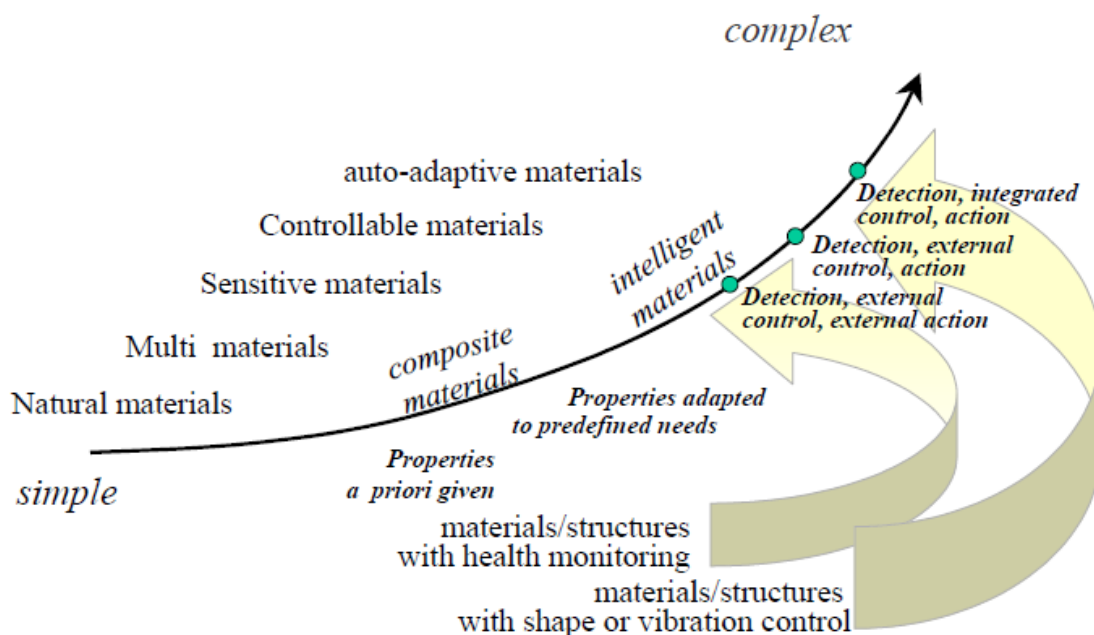 complex
auto-adaptive materials
Detection, integrated
control, action
Controllable materials
intelligent
materials
Detection, external
control, action
Sensitive materials
Detection, external
control, external action
Multi materials
composite
materials
Natural materials
Properties adapted
to predefined needs
Properties
a priori given
simple
materials/structures
with health monitoring
materials/structures
with shape or vibration control